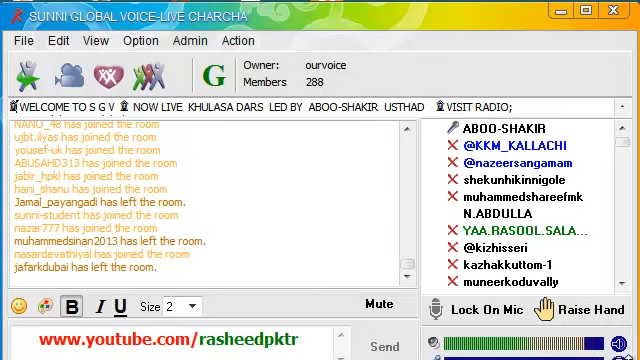 SUNNI GLOBAL VOICE-LIVE CHARCHA
File Edit View Option Admin Action
Owner: ourvoice
Members 288
G
WELCOME TO S G V NOW LIVE KHULASA DARS LED BY ABOO-SHAKIR USTHAD VISIT RADIO;
NANO_48 has joined the room
ujbt.ilyas has joined the room
yousef-uk has joined the room
ABUSAHD313 has joined the room
jabir_hpkl has joined the room
hani_shanu has joined the room
Jamal_payangadi has left the room.
sunni-student has joined the room
nazar777 has joined the room
muhammedsinan2013 has left the room.
nasardevathiyal has joined the room
jafarkdubai has left the room.
ABOO-SHAKIR
@KKM_KALLACHI
@nazeersangamam
shekunhikinnigole
muhammedshareefmk
N.ABDULLA
YAA.RASOOL.SALA...
@kizhisseri
kazhakkuttom-1
muneerkoduvally
B I U Size 2 Mute
Lock On Mic Raise Hand
www.youtube.com/rasheedpktr
Send